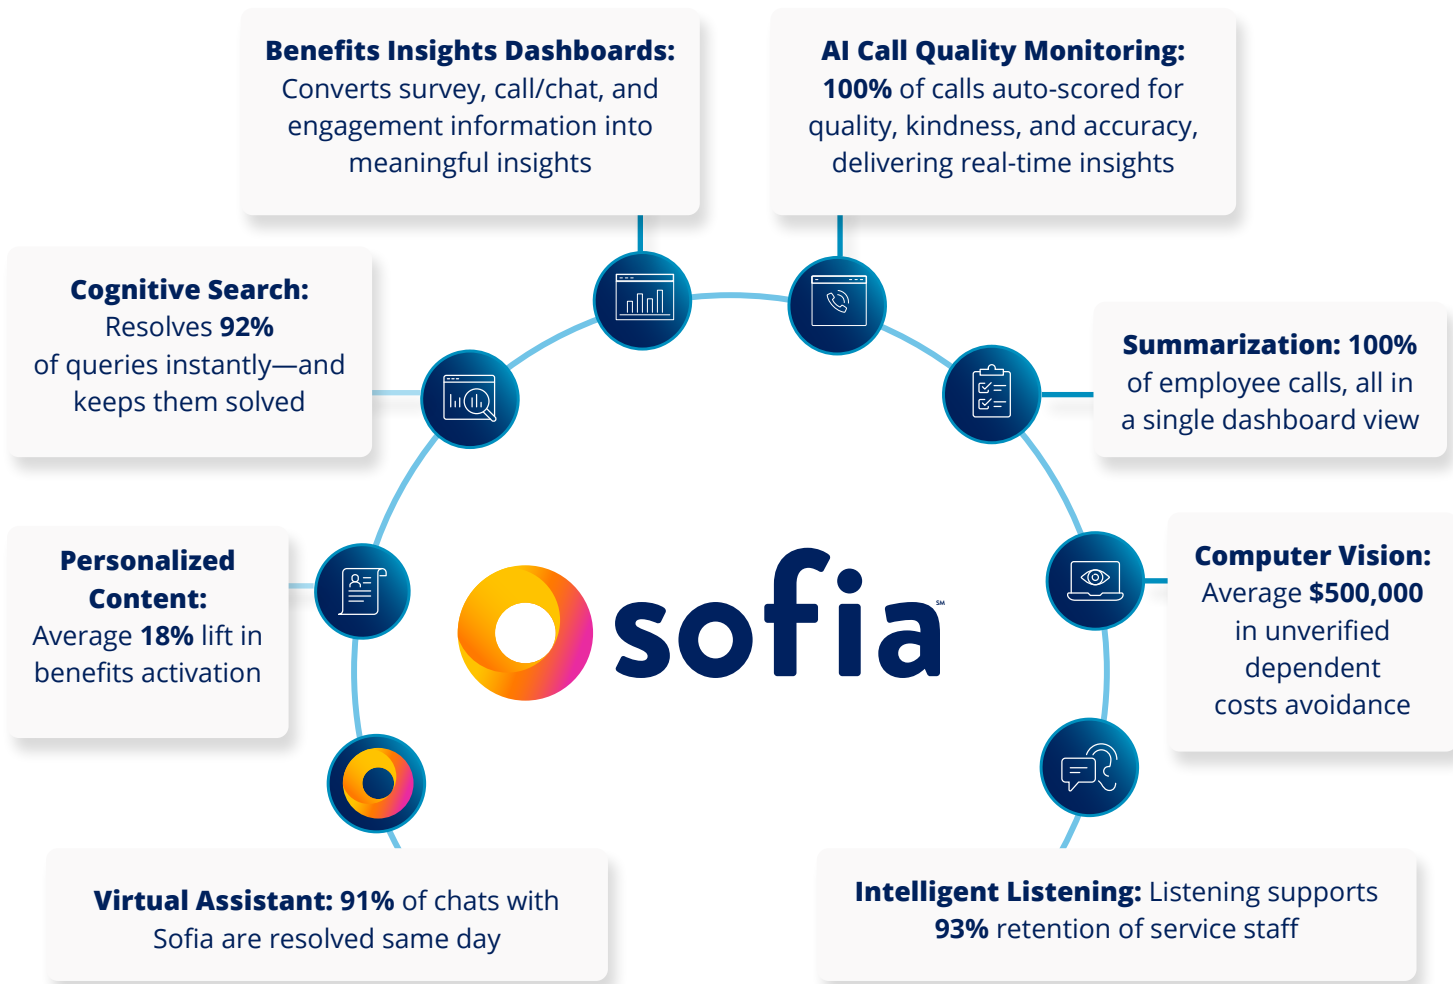 Benefits Insights Dashboards:
Converts survey, call/chat, and
engagement information into
meaningful insights
AI Call Quality Monitoring:
100% of calls auto-scored for
quality, kindness, and accuracy,
delivering real-time insights
Cognitive Search:
Resolves 92%
of queries instantly—and
keeps them solved
Summarization: 100%
of employee calls, all in
a single dashboard view
Personalized
Content:
Average 18% lift in
benefits activation
sofia℠
Computer Vision:
Average $500,000
in unverified
dependent
costs avoidance
Virtual Assistant: 91% of chats with
Sofia are resolved same day
Intelligent Listening: Listening supports
93% retention of service staff